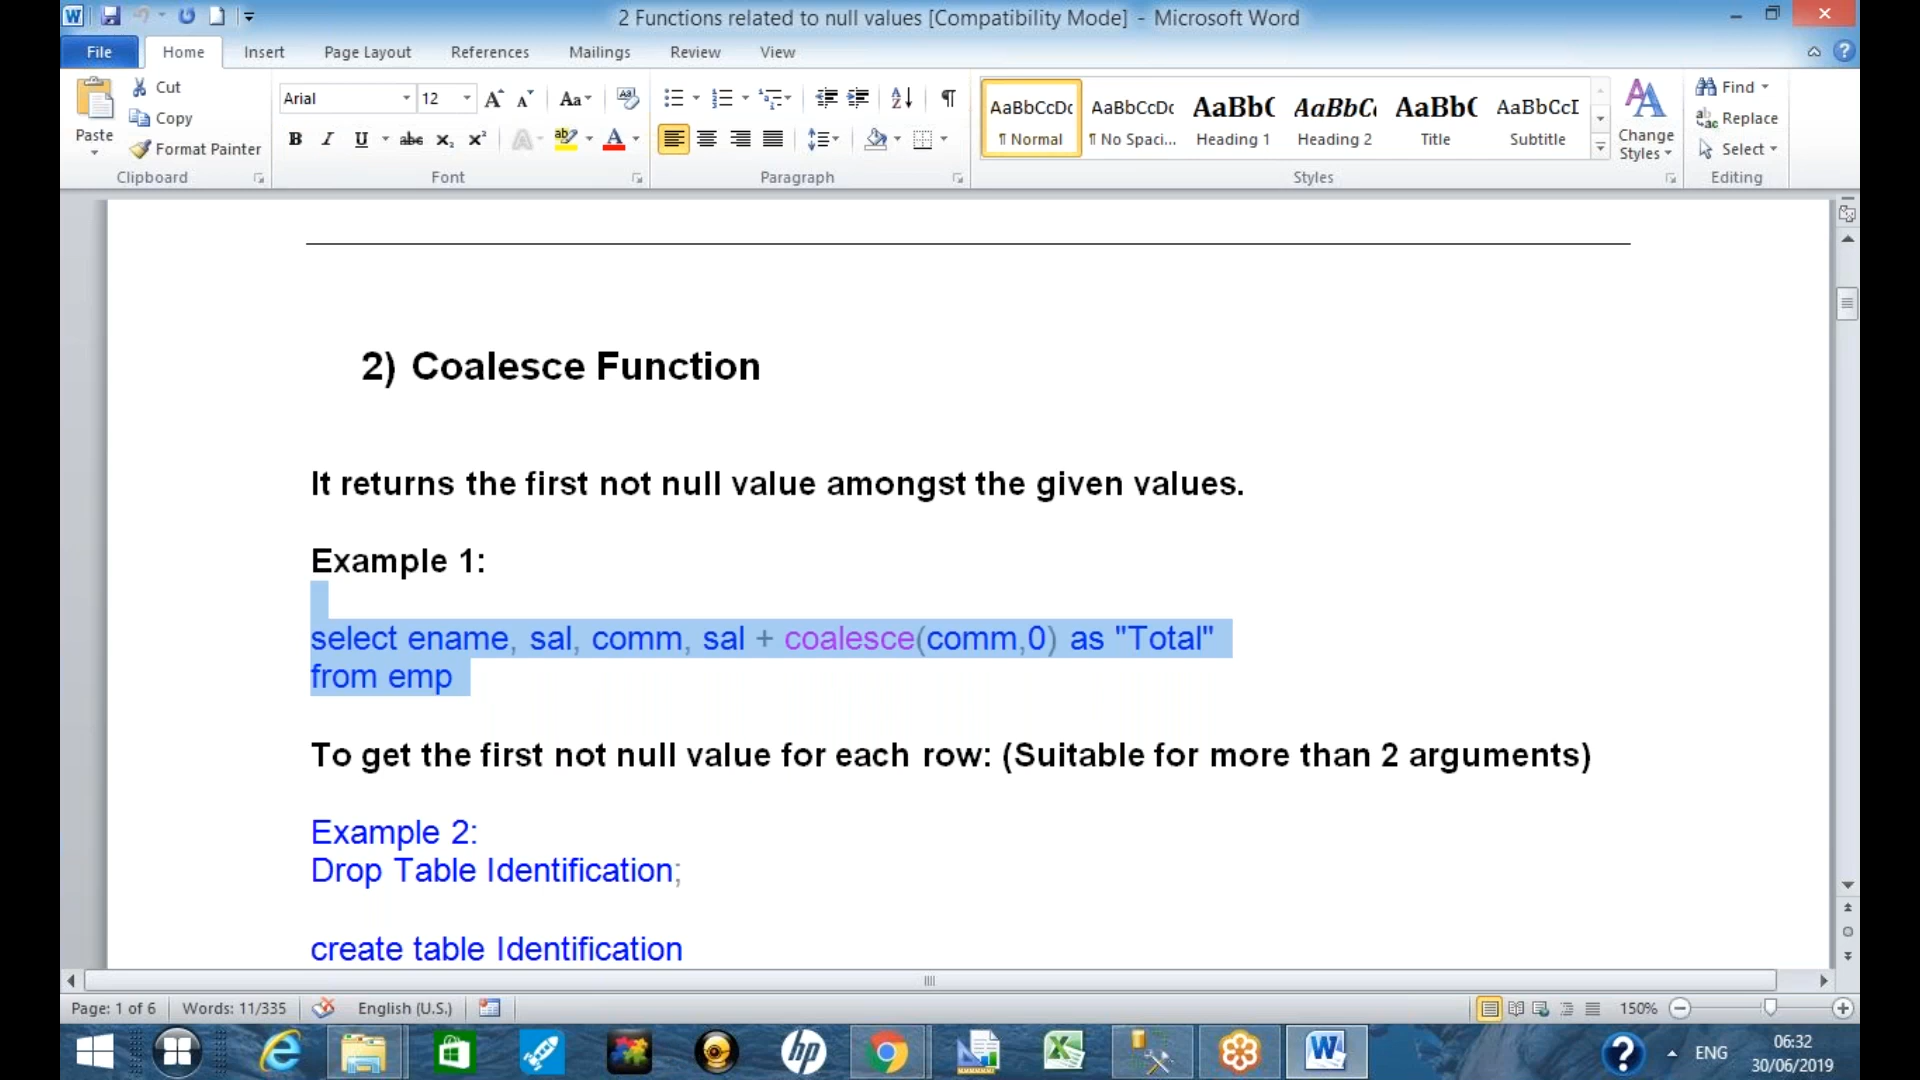 2 Functions related to null values [Compatibility Mode] - Microsoft Word
File Home Insert Page Layout References Mailings Review View
Paste
Cut
Copy
Format Painter
Clipboard
Arial 12
Font
Paragraph
AaBbCcDc AaBbCcDc AaBbC AaBbCc AaBbC AaBbCcI
¶ Normal ¶ No Spaci... Heading 1 Heading 2 Title Subtitle
Change
Styles
Styles
Find
Replace
Select
Editing
2) Coalesce Function
It returns the first not null value amongst the given values.
Example 1:
select ename, sal, comm, sal + coalesce(comm,0) as "Total"
from emp
To get the first not null value for each row: (Suitable for more than 2 arguments)
Example 2:
Drop Table Identification;
create table Identification
Page: 1 of 6 Words: 11/335 English (U.S.) 150%
ENG
06:32
30/06/2019